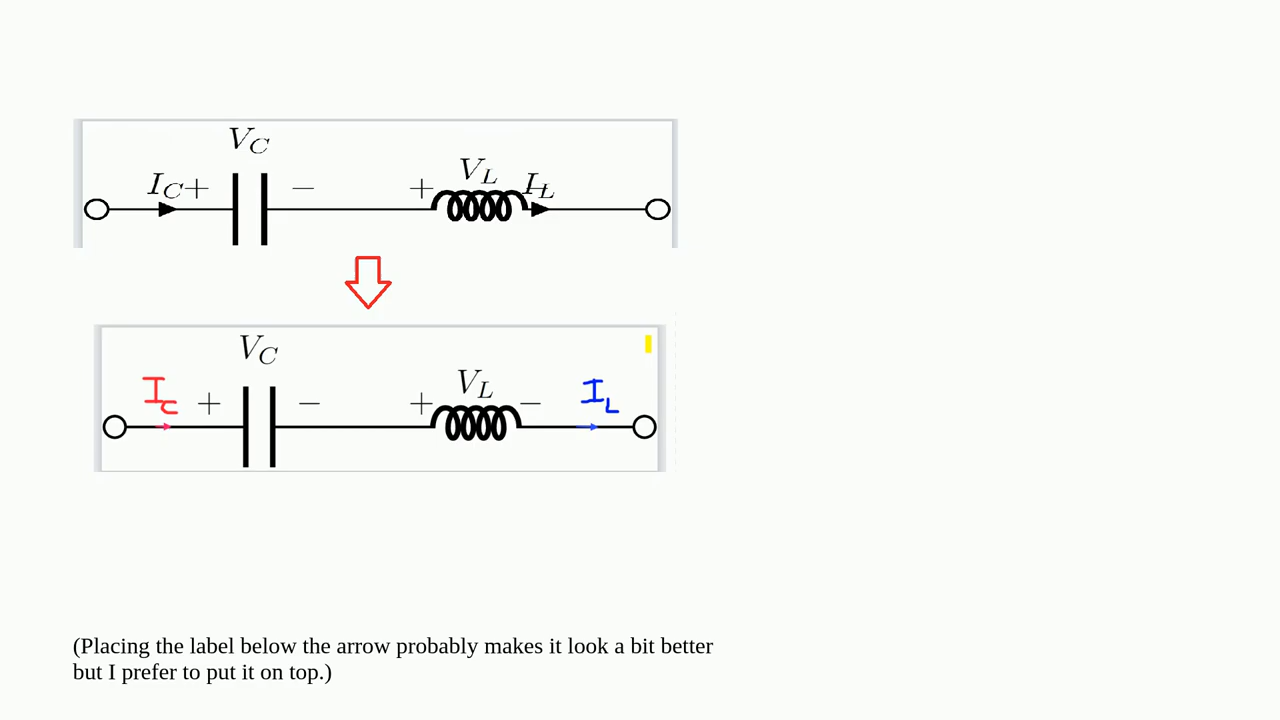 V_C
I_C + − + V_L I_L
V_C
I_C + − + V_L − I_L
(Placing the label below the arrow probably makes it look a bit better
but I prefer to put it on top.)